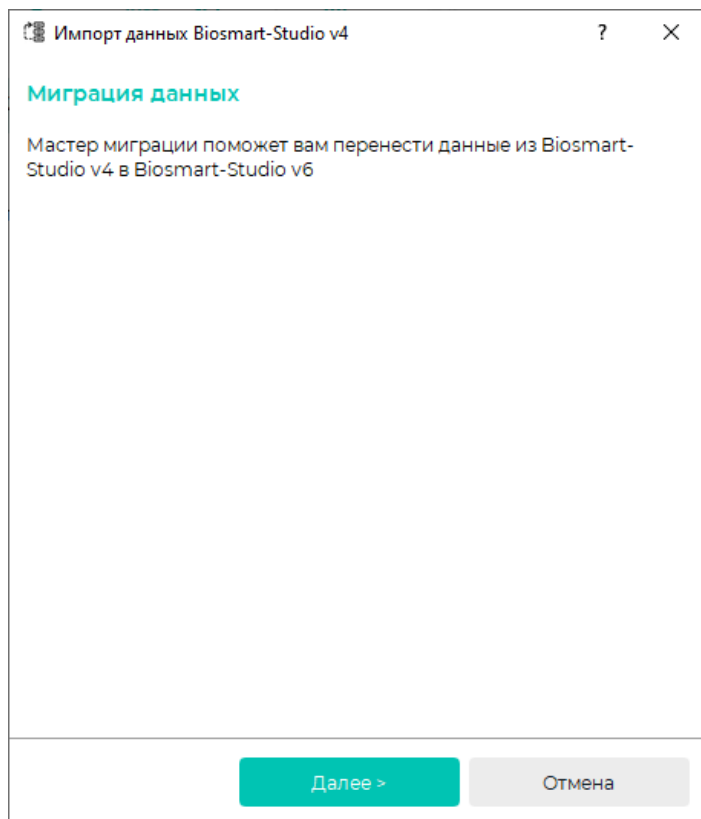 Импорт данных Biosmart-Studio v4
Миграция данных
Мастер миграции поможет вам перенести данные из Biosmart-
Studio v4 в Biosmart-Studio v6
Далее >
Отмена